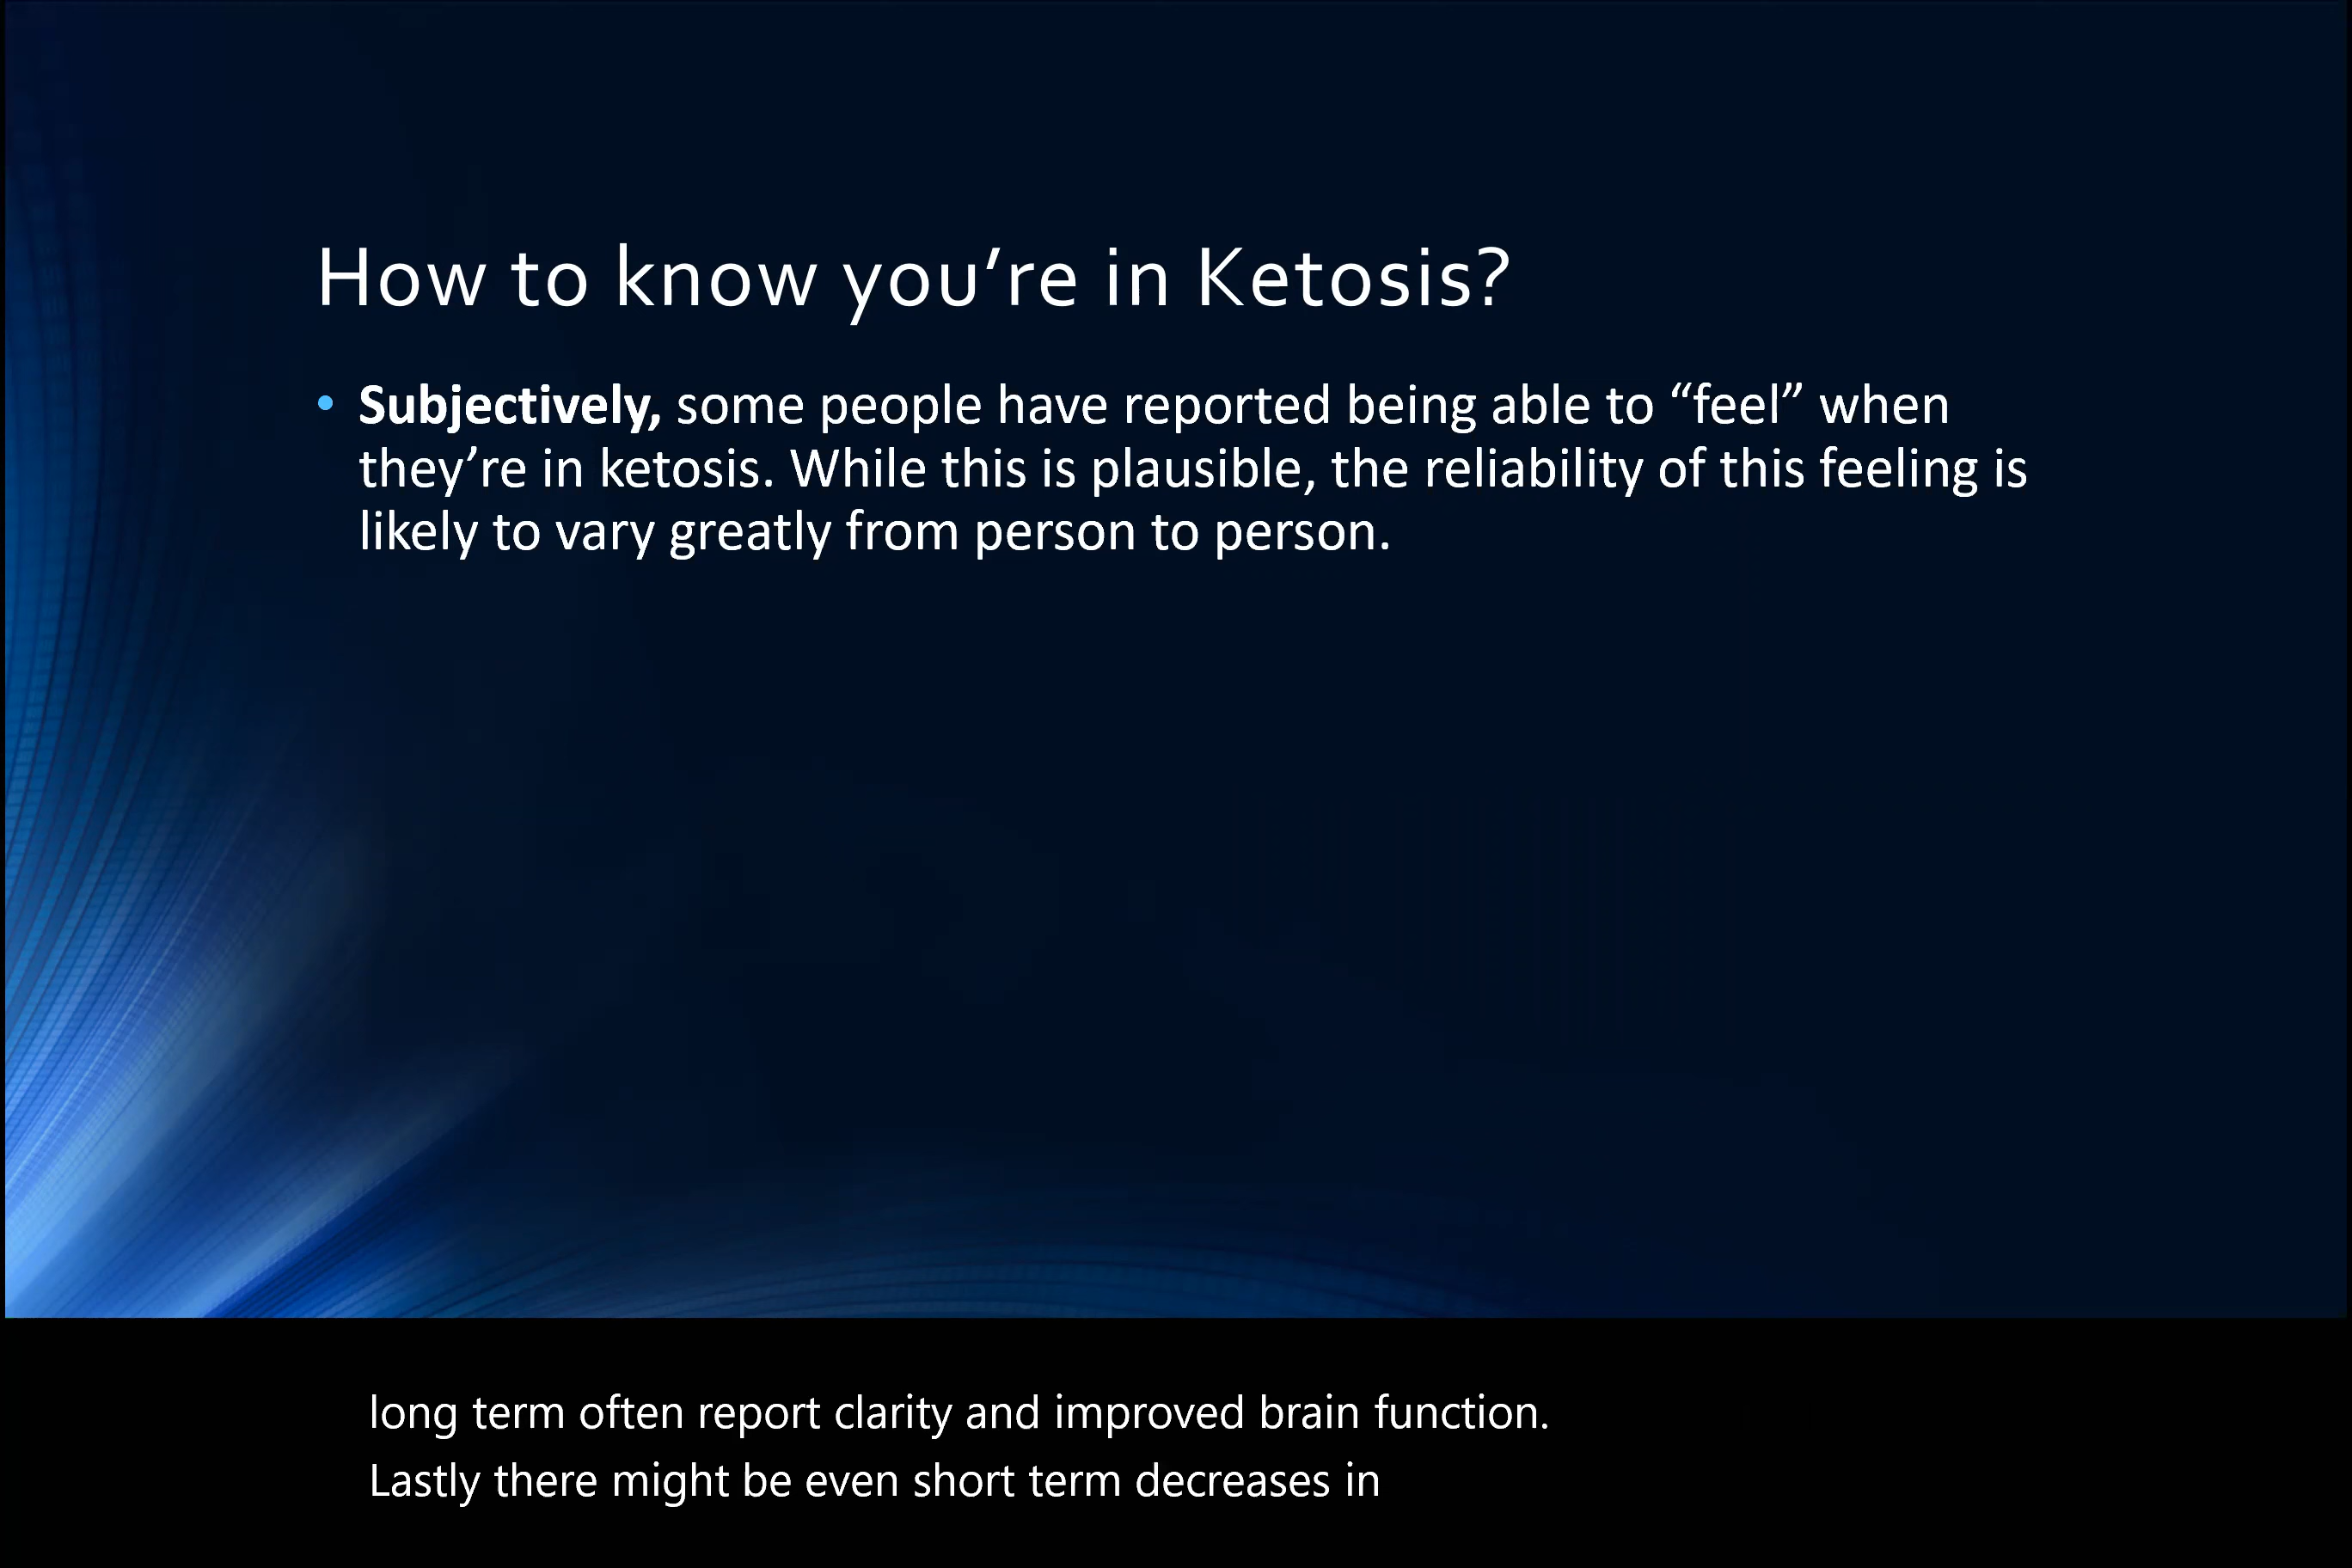 How to know you’re in Ketosis?
• Subjectively, some people have reported being able to “feel” when
they’re in ketosis. While this is plausible, the reliability of this feeling is
likely to vary greatly from person to person.
long term often report clarity and improved brain function.
Lastly there might be even short term decreases in